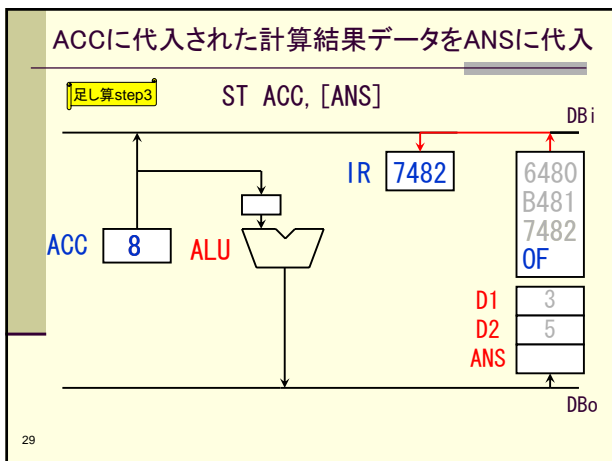 ACCに代入された計算結果データをANSに代入
足し算step3
ST ACC, [ANS]
DBi
IR 7482
6480
B481
7482
0F
ACC 8
ALU
D1 3
D2 5
ANS
DBo
29